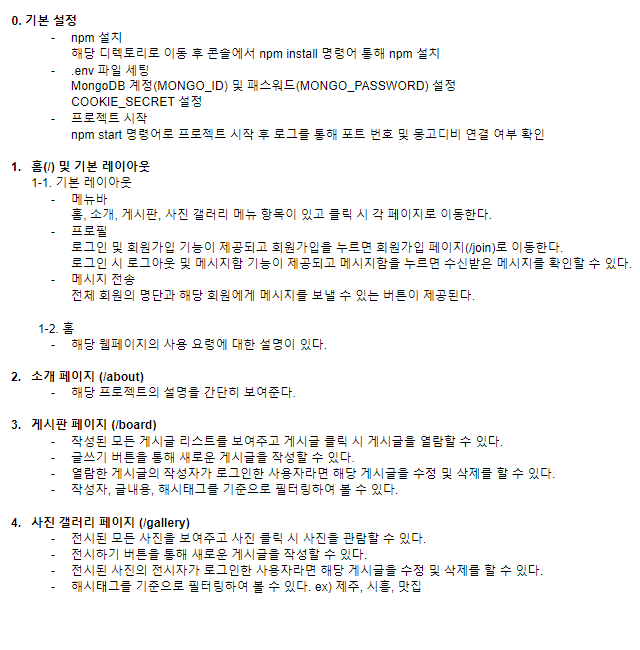 0. 기본 설정
- npm 설치
해당 디렉토리로 이동 후 콘솔에서 npm install 명령어 통해 npm 설치
- .env 파일 세팅
MongoDB 계정(MONGO_ID) 및 패스워드(MONGO_PASSWORD) 설정
COOKIE_SECRET 설정
- 프로젝트 시작
npm start 명령어로 프로젝트 시작 후 로그를 통해 포트 번호 및 몽고디비 연결 여부 확인
1. 홈(/) 및 기본 레이아웃
1-1. 기본 레이아웃
- 메뉴바
홈, 소개, 게시판, 사진 갤러리 메뉴 항목이 있고 클릭 시 각 페이지로 이동한다.
- 프로필
로그인 및 회원가입 기능이 제공되고 회원가입을 누르면 회원가입 페이지(/join)로 이동한다.
로그인 시 로그아웃 및 메시지함 기능이 제공되고 메시지함을 누르면 수신받은 메시지를 확인할 수 있다.
- 메시지 전송
전체 회원의 명단과 해당 회원에게 메시지를 보낼 수 있는 버튼이 제공된다.
1-2. 홈
- 해당 웹페이지의 사용 요령에 대한 설명이 있다.
2. 소개 페이지 (/about)
- 해당 프로젝트의 설명을 간단히 보여준다.
3. 게시판 페이지 (/board)
- 작성된 모든 게시글 리스트를 보여주고 게시글 클릭 시 게시글을 열람할 수 있다.
- 글쓰기 버튼을 통해 새로운 게시글을 작성할 수 있다.
- 열람한 게시글의 작성자가 로그인한 사용자라면 해당 게시글을 수정 및 삭제를 할 수 있다.
- 작성자, 글내용, 해시태그를 기준으로 필터링하여 볼 수 있다.
4. 사진 갤러리 페이지 (/gallery)
- 전시된 모든 사진을 보여주고 사진 클릭 시 사진을 관람할 수 있다.
- 전시하기 버튼을 통해 새로운 게시글을 작성할 수 있다.
- 전시된 사진의 전시자가 로그인한 사용자라면 해당 게시글을 수정 및 삭제를 할 수 있다.
- 해시태그를 기준으로 필터링하여 볼 수 있다. ex) 제주, 시흥, 맛집